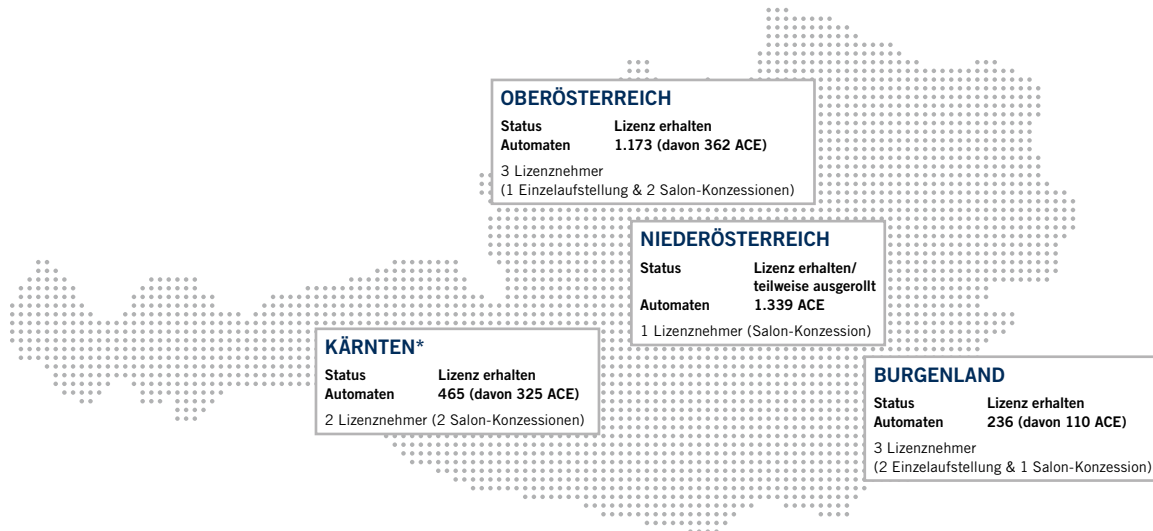 OBERÖSTERREICH
Status Lizenz erhalten
Automaten 1.173 (davon 362 ACE)
3 Lizenznehmer
(1 Einzelaufstellung & 2 Salon-Konzessionen)
NIEDERÖSTERREICH
Status Lizenz erhalten/
teilweise ausgerollt
Automaten 1.339 ACE
1 Lizenznehmer (Salon-Konzession)
KÄRNTEN*
Status Lizenz erhalten
Automaten 465 (davon 325 ACE)
2 Lizenznehmer (2 Salon-Konzessionen)
BURGENLAND
Status Lizenz erhalten
Automaten 236 (davon 110 ACE)
3 Lizenznehmer
(2 Einzelaufstellung & 1 Salon-Konzession)